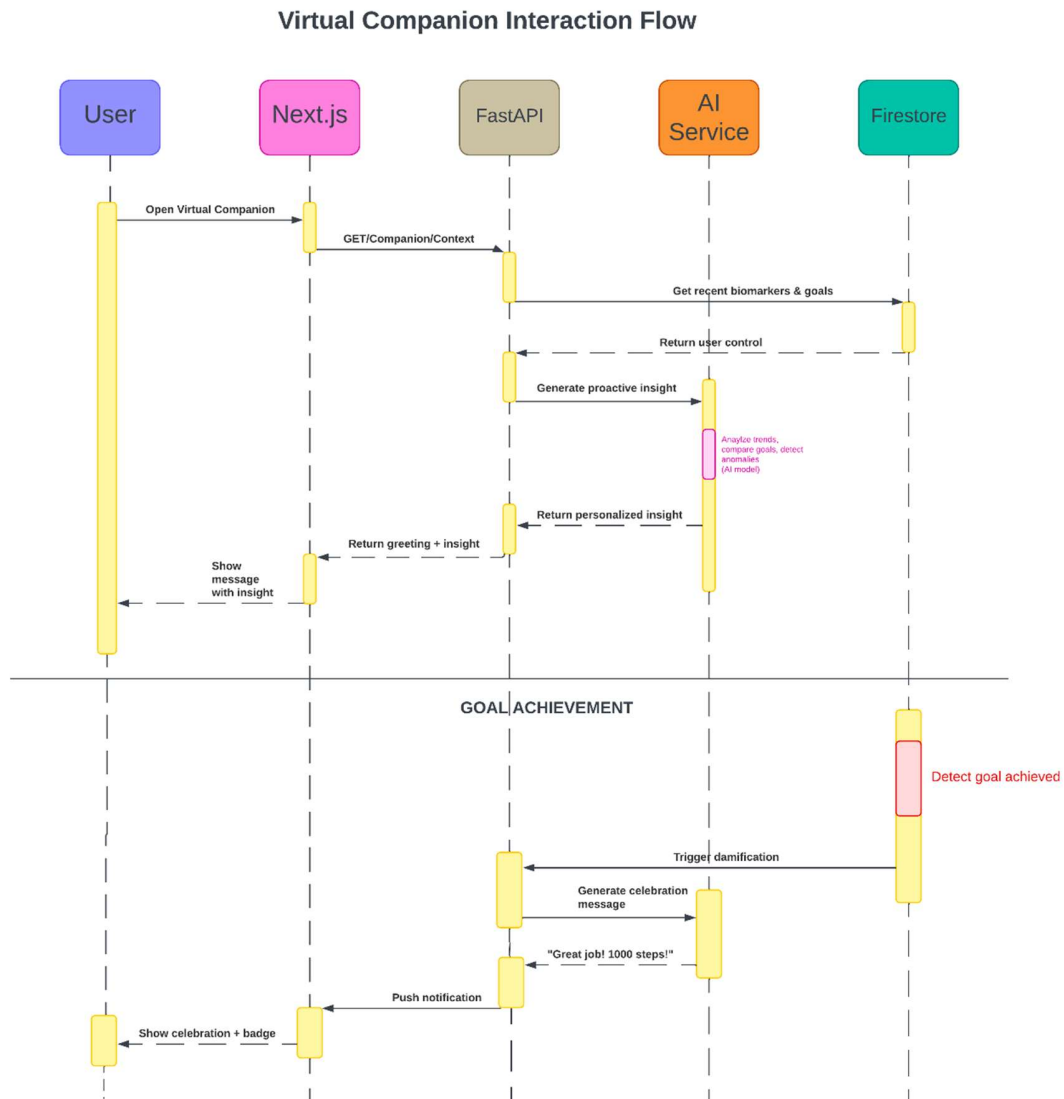 Virtual Companion Interaction Flow
User
Next.js
FastAPI
AI
Service
Firestore
Open Virtual Companion
GET/Companion/Context
Get recent biomarkers & goals
Return user control
Generate proactive insight
Anaylze trends,
compare goals, detect
anomalies
(AI model)
Return personalized insight
Return greeting + insight
Show
message
with insight
GOAL ACHIEVEMENT
Detect goal achieved
Trigger damification
Generate celebration
message
"Great job! 1000 steps!"
Push notification
Show celebration + badge